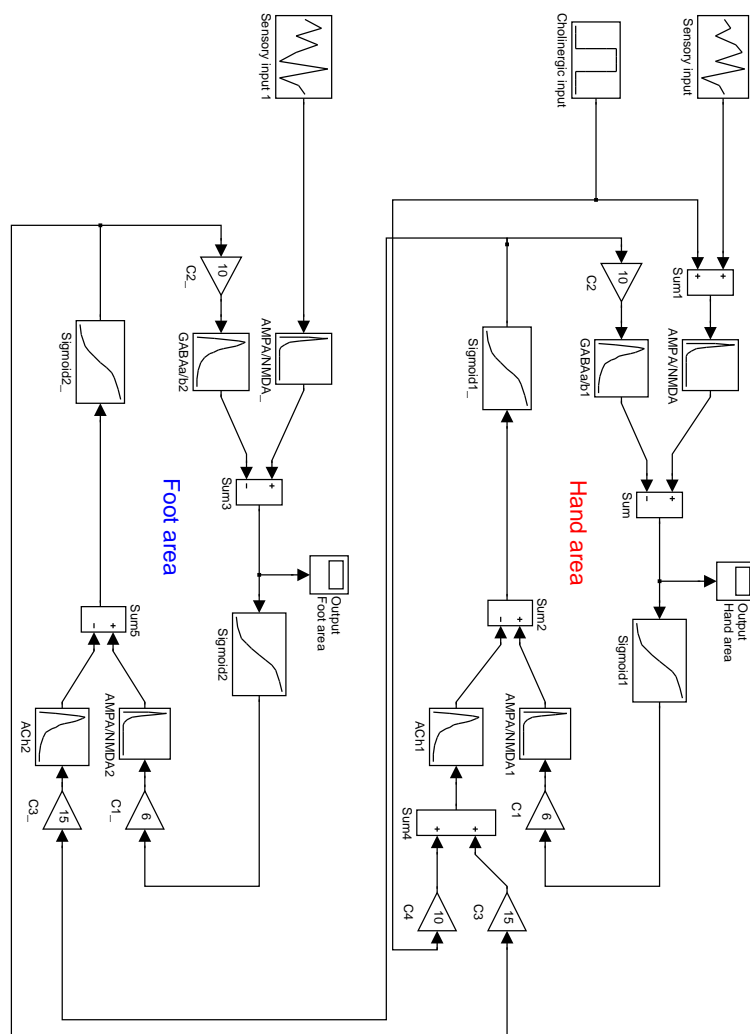 Sensory input
+
+
Sum1
AMPA/NMDA
+
−
Sum
Output
Hand area
Sigmoid1
Cholinergic input
10
C2
GABAa/b1
Hand area
+
−
Sum2
Sigmoid1_
AMPA/NMDA1
6
C1
ACh1
+
+
Sum4
15
C3
10
C4
Sensory input 1
AMPA/NMDA_
10
C2_
GABAa/b2
+
−
Sum3
Output
Foot area
Sigmoid2
Foot area
Sigmoid2_
+
−
Sum5
AMPA/NMDA2
6
C1_
ACh2
15
C3_